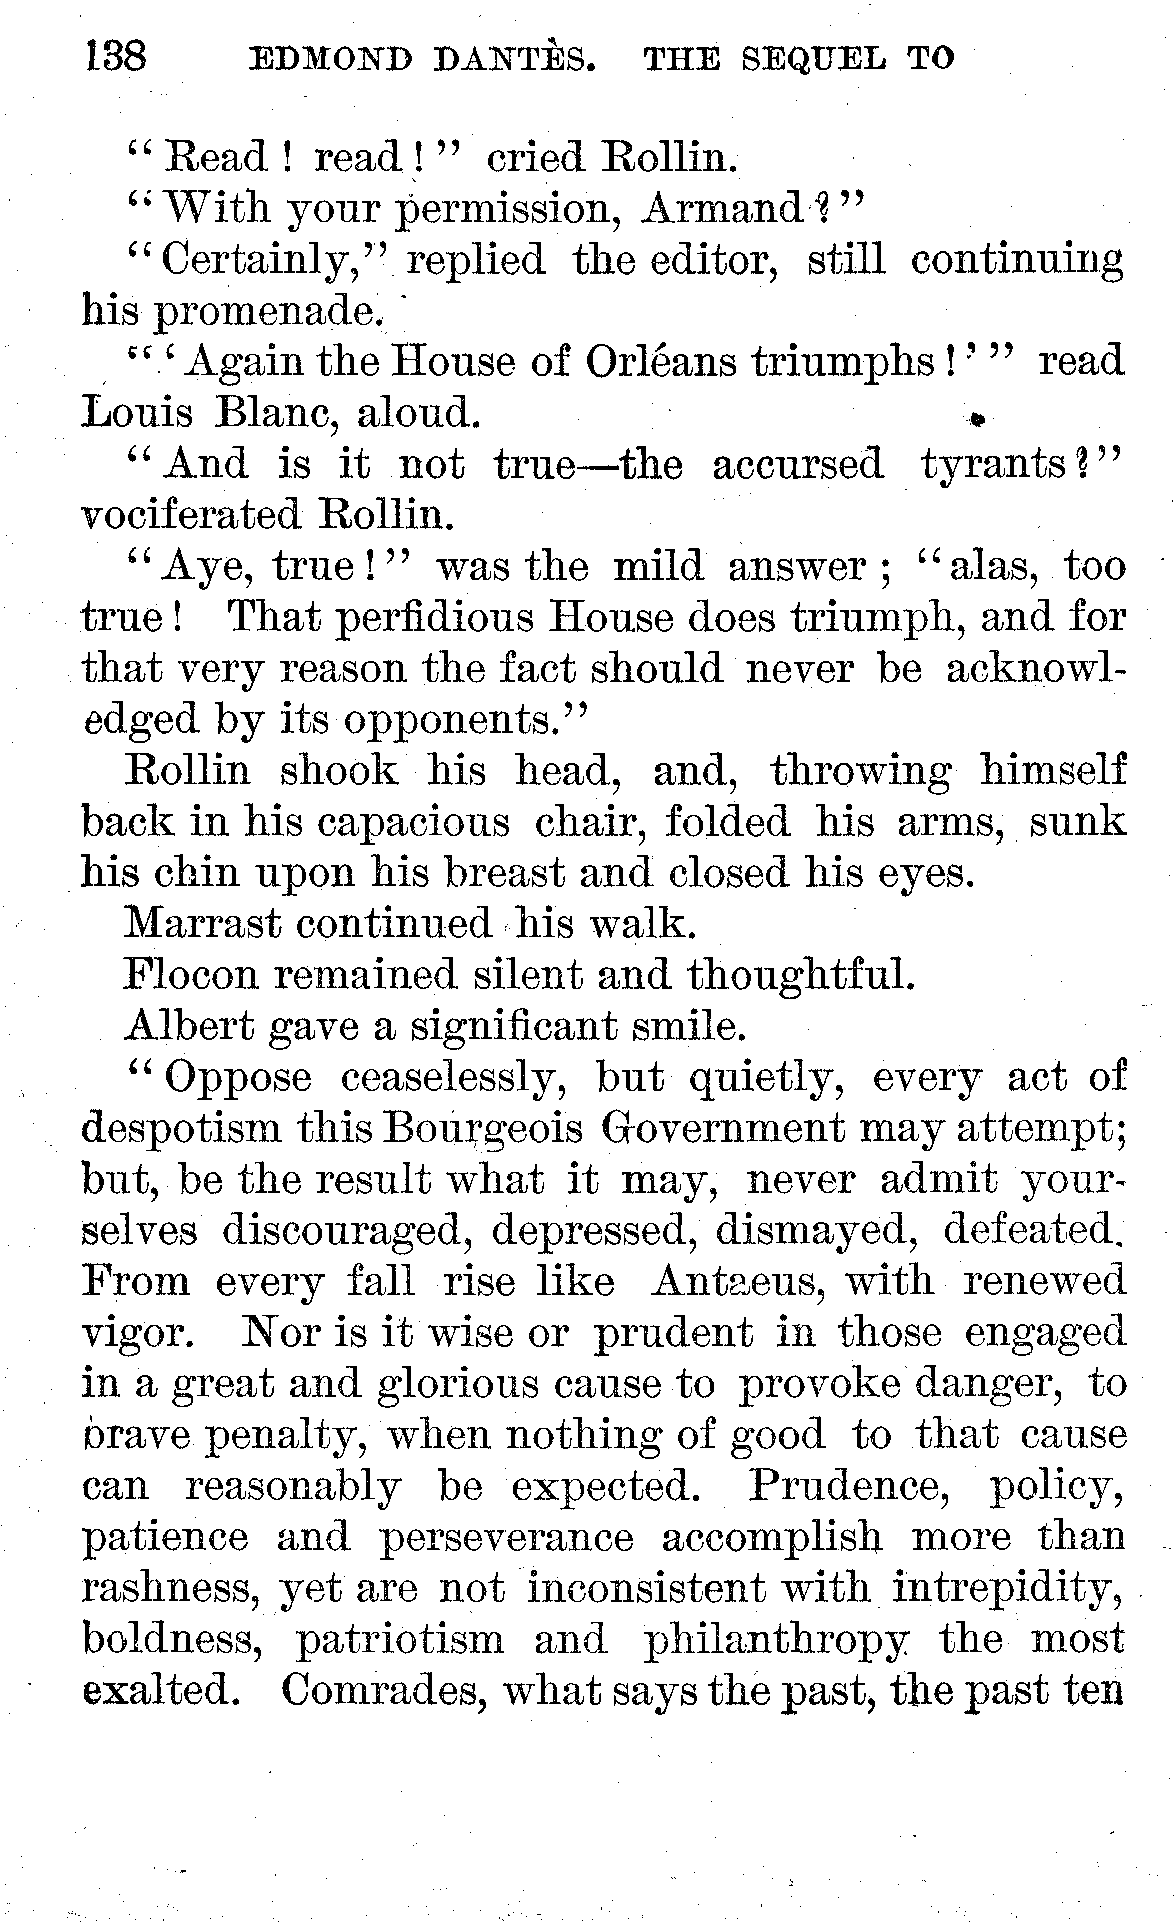 138 EDMOND DANTÈS. THE SEQUEL TO
"Read! read!" cried Rollin.
"With your permission, Armand?"
"Certainly," replied the editor, still continuing
his promenade.
"'Again the House of Orléans triumphs!'" read
Louis Blanc, aloud.
"And is it not true—the accursed tyrants?"
vociferated Rollin.
"Aye, true!" was the mild answer; "alas, too
true! That perfidious House does triumph, and for
that very reason the fact should never be acknowl-
edged by its opponents."
Rollin shook his head, and, throwing himself
back in his capacious chair, folded his arms, sunk
his chin upon his breast and closed his eyes.
Marrast continued his walk.
Flocon remained silent and thoughtful.
Albert gave a significant smile.
"Oppose ceaselessly, but quietly, every act of
despotism this Bourgeois Government may attempt;
but, be the result what it may, never admit your-
selves discouraged, depressed, dismayed, defeated.
From every fall rise like Antaeus, with renewed
vigor. Nor is it wise or prudent in those engaged
in a great and glorious cause to provoke danger, to
brave penalty, when nothing of good to that cause
can reasonably be expected. Prudence, policy,
patience and perseverance accomplish more than
rashness, yet are not inconsistent with intrepidity,
boldness, patriotism and philanthropy the most
exalted. Comrades, what says the past, the past ten